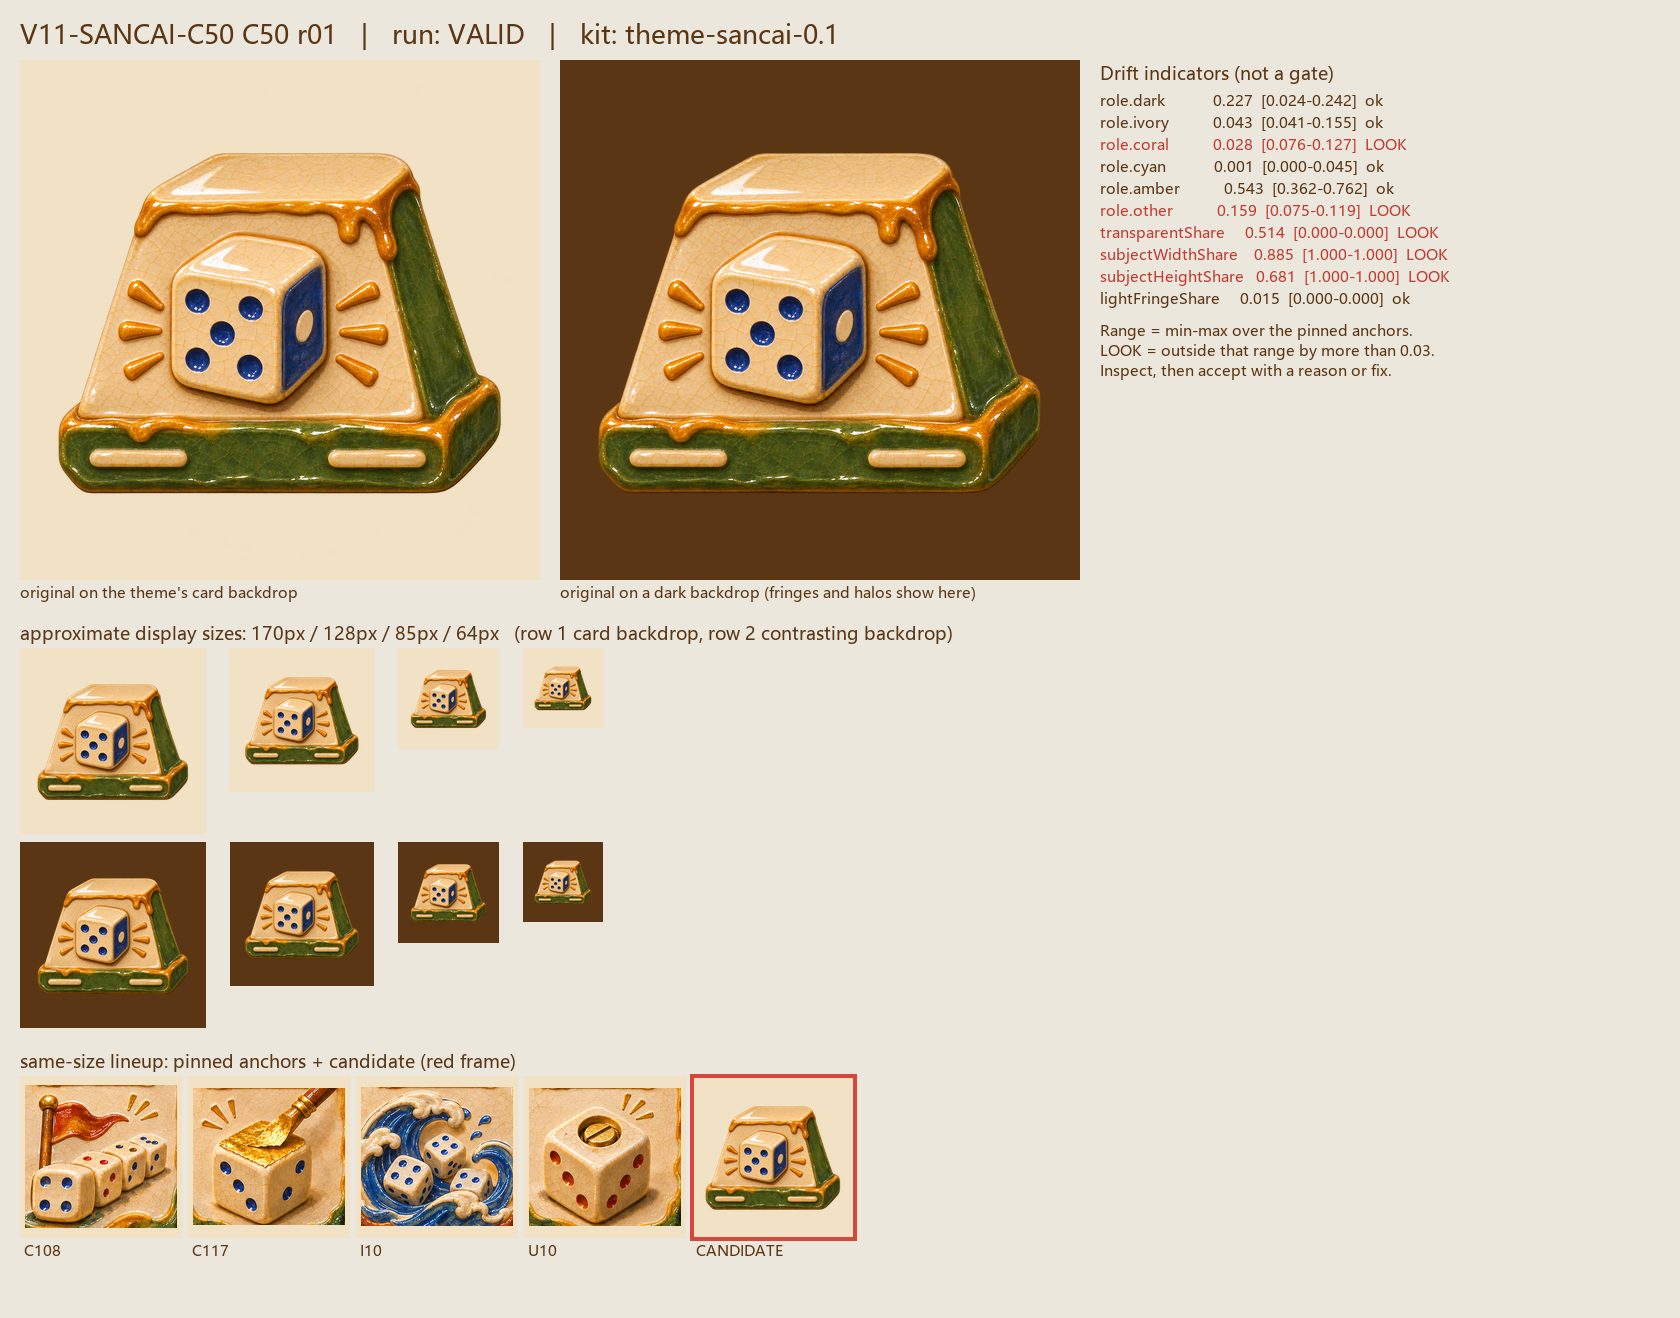 V11-SANCAI-C50 C50 r01 | run: VALID | kit: theme-sancai-0.1
Drift indicators (not a gate)
role.dark 0.227 [0.024-0.242] ok
role.ivory 0.043 [0.041-0.155] ok
role.coral 0.028 [0.076-0.127] LOOK
role.cyan 0.001 [0.000-0.045] ok
role.amber 0.543 [0.362-0.762] ok
role.other 0.159 [0.075-0.119] LOOK
transparentShare 0.514 [0.000-0.000] LOOK
subjectWidthShare 0.885 [1.000-1.000] LOOK
subjectHeightShare 0.681 [1.000-1.000] LOOK
lightFringeShare 0.015 [0.000-0.000] ok
Range = min-max over the pinned anchors.
LOOK = outside that range by more than 0.03.
Inspect, then accept with a reason or fix.
original on the theme's card backdrop
original on a dark backdrop (fringes and halos show here)
approximate display sizes: 170px / 128px / 85px / 64px (row 1 card backdrop, row 2 contrasting backdrop)
same-size lineup: pinned anchors + candidate (red frame)
C108
C117
I10
U10
CANDIDATE